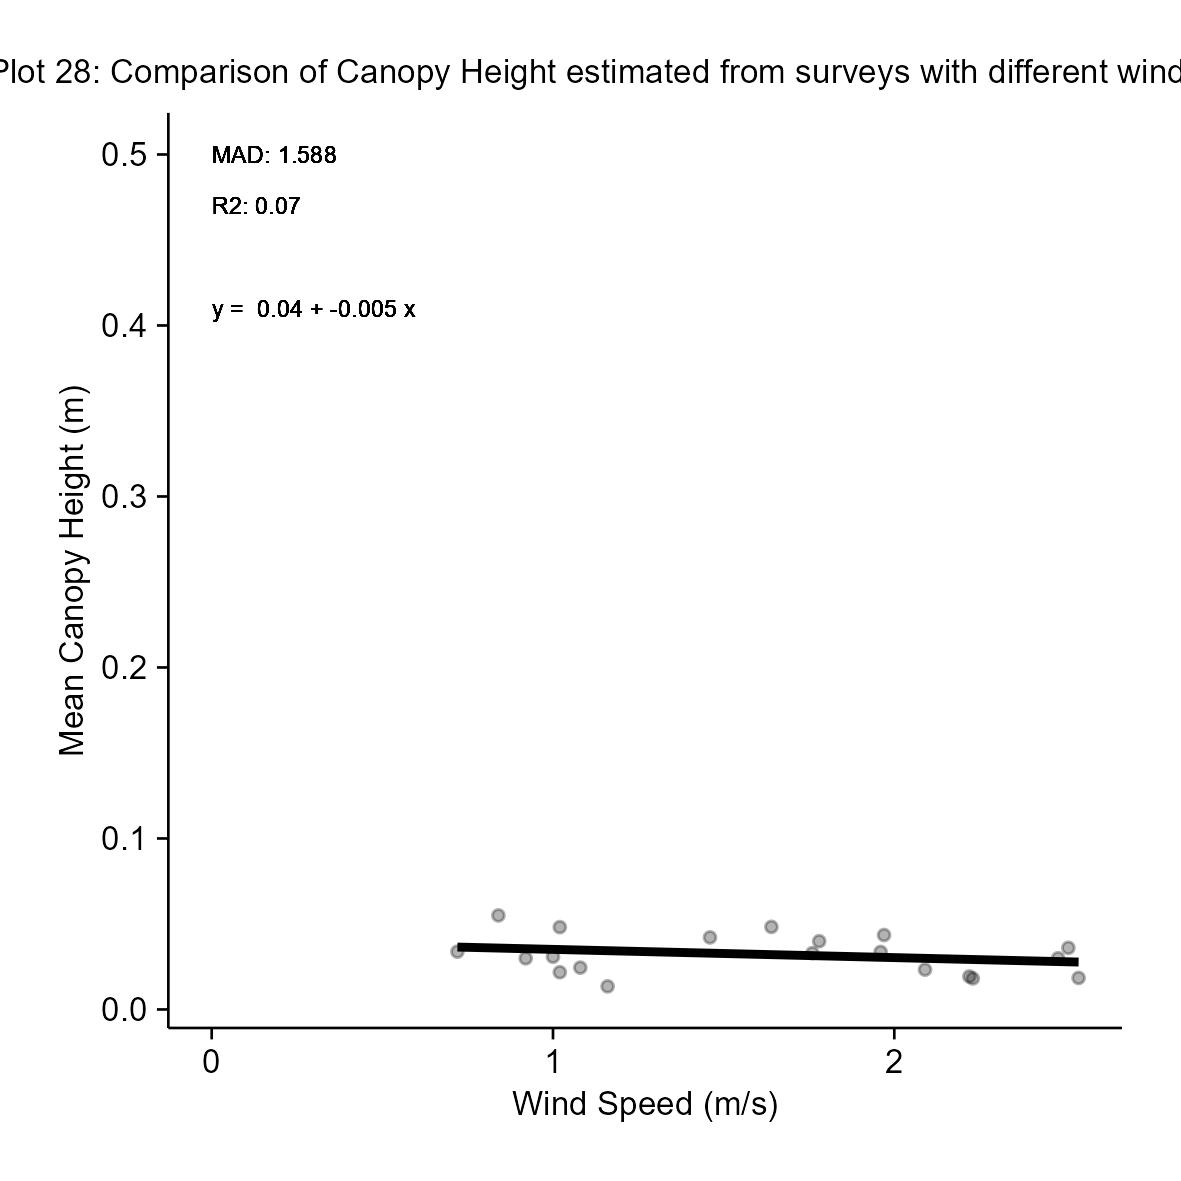 Plot 28: Comparison of Canopy Height estimated from surveys with different wind
0.5
MAD: 1.588
R2: 0.07
y = 0.04 + -0.005 x
0.4
0.3
0.2
0.1
0.0
Mean Canopy Height (m)
0 1 2
Wind Speed (m/s)